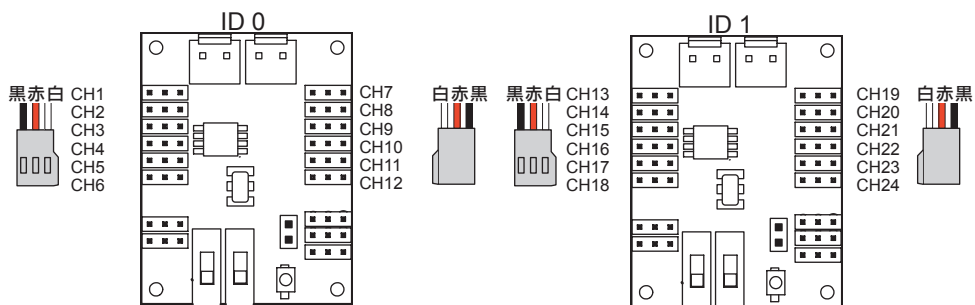 ID 0
黒赤白
CH1
CH2
CH3
CH4
CH5
CH6
CH7
CH8
CH9
CH10
CH11
CH12
白赤黒
ID 1
黒赤白
CH13
CH14
CH15
CH16
CH17
CH18
CH19
CH20
CH21
CH22
CH23
CH24
白赤黒